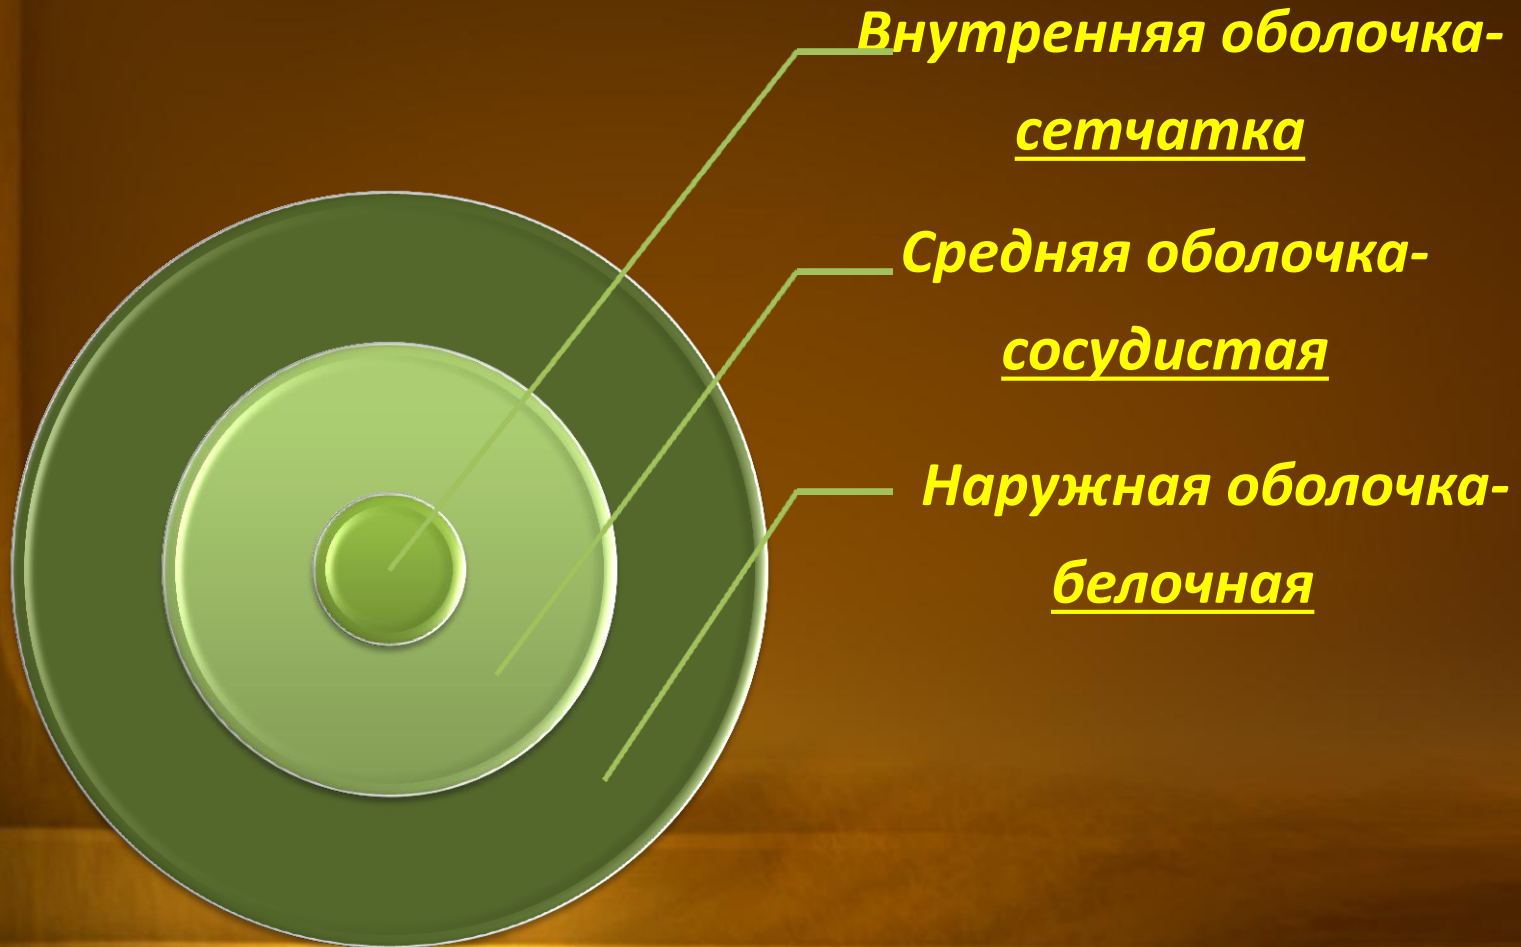 Внутренняя оболочка-
сетчатка
Средняя оболочка-
сосудистая
Наружная оболочка-
белочная